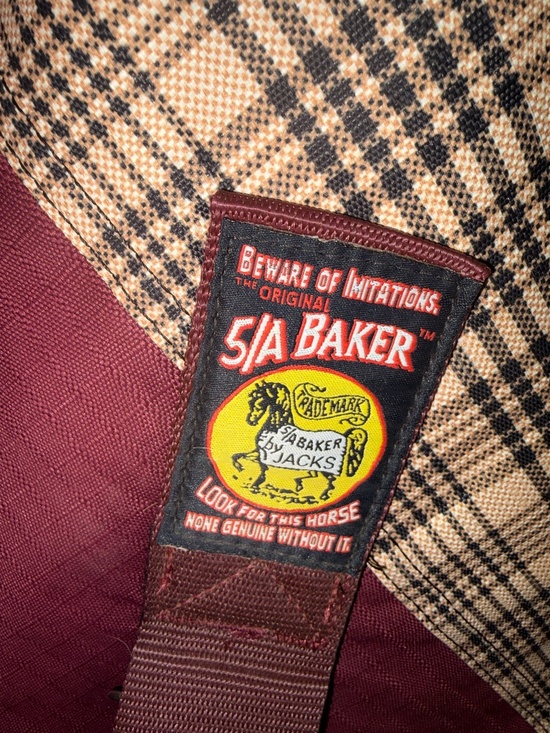 BEWARE OF IMITATIONS.
THE ORIGINAL
5/A BAKER™
TRADEMARK
5/A BAKER
by JACKS
LOOK FOR THIS HORSE
NONE GENUINE WITHOUT IT.